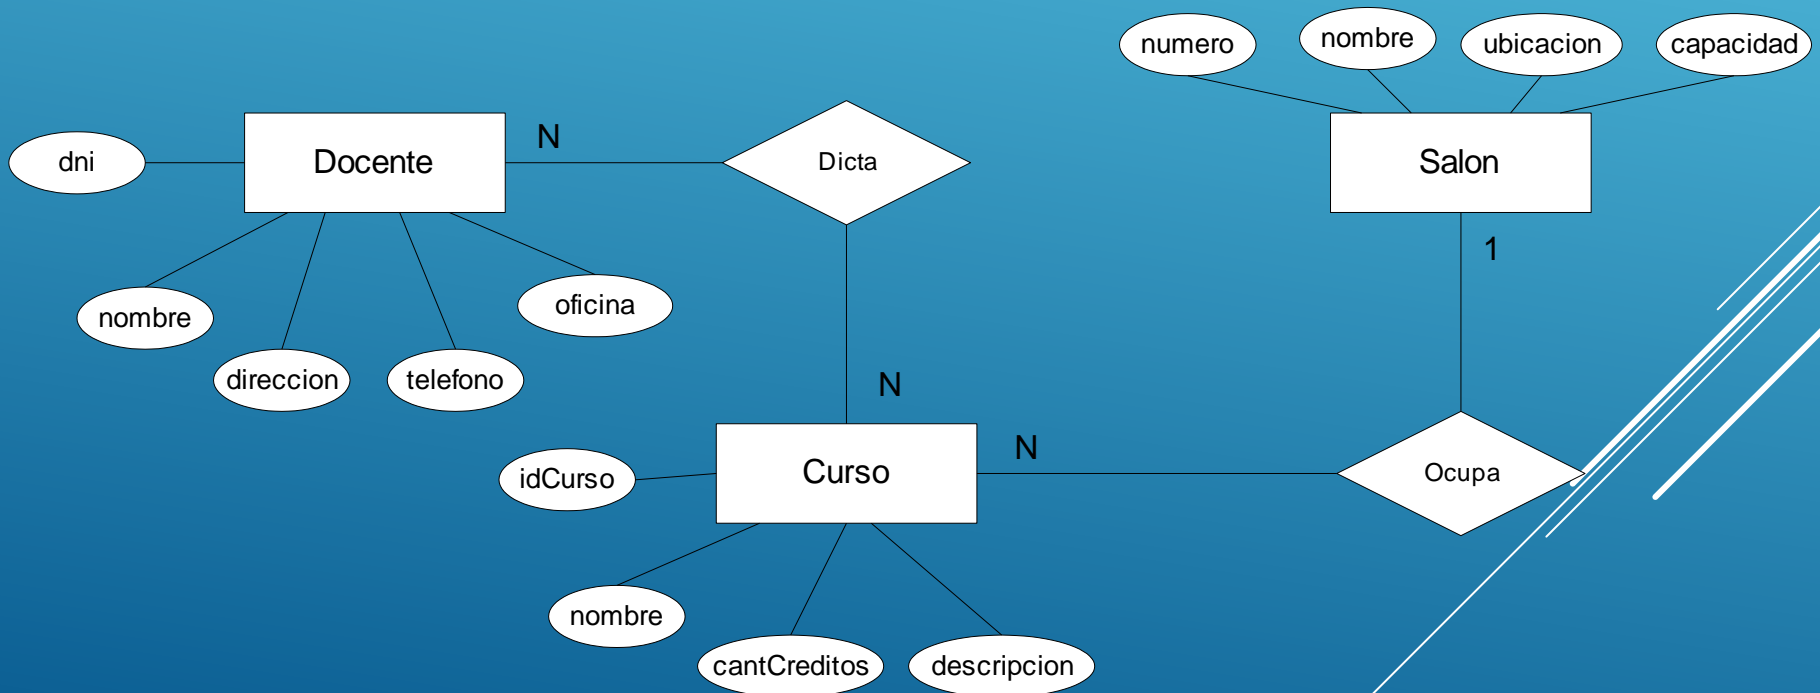 numero
nombre
ubicacion
capacidad
dni
Docente
N
Dicta
Salon
1
nombre
direccion
telefono
oficina
N
idCurso
Curso
N
Ocupa
nombre
cantCreditos
descripcion